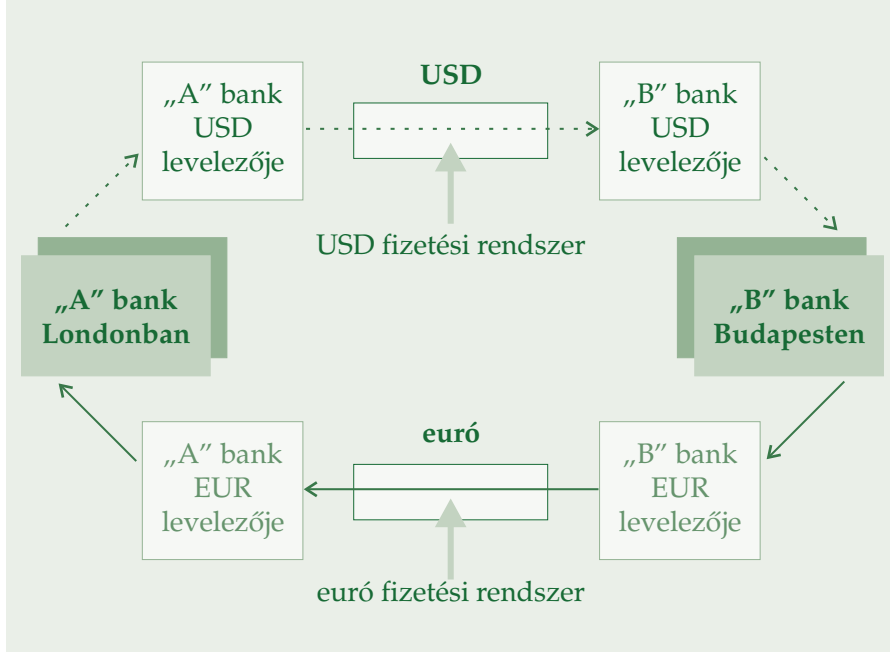 USD
„A” bank
USD
levelezője
„B” bank
USD
levelezője
USD fizetési rendszer
„A” bank
Londonban
„B” bank
Budapesten
euró
„A” bank
EUR
levelezője
„B” bank
EUR
levelezője
euró fizetési rendszer